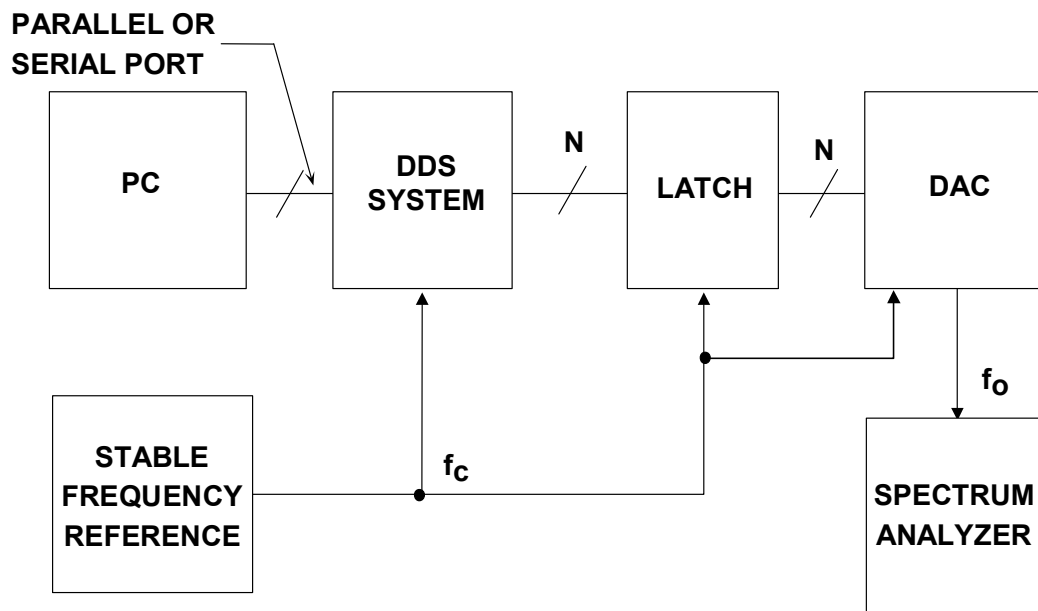 PARALLEL OR
SERIAL PORT
PC
DDS
SYSTEM
N
LATCH
N
DAC
STABLE
FREQUENCY
REFERENCE
fc
fo
SPECTRUM
ANALYZER